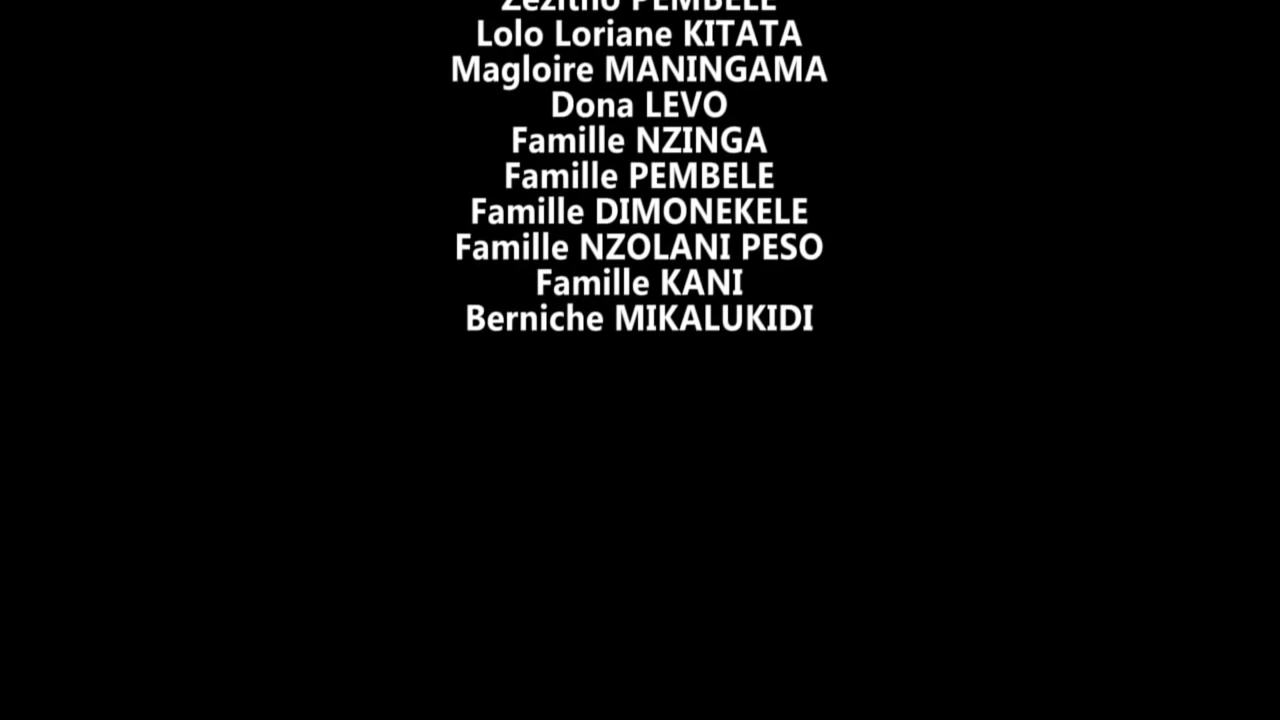 PEMBELE
Lolo Loriane KITATA
Magloire MANINGAMA
Dona LEVO
Famille NZINGA
Famille PEMBELE
Famille DIMONEKELE
Famille NZOLANI PESO
Famille KANI
Berniche MIKALUKIDI